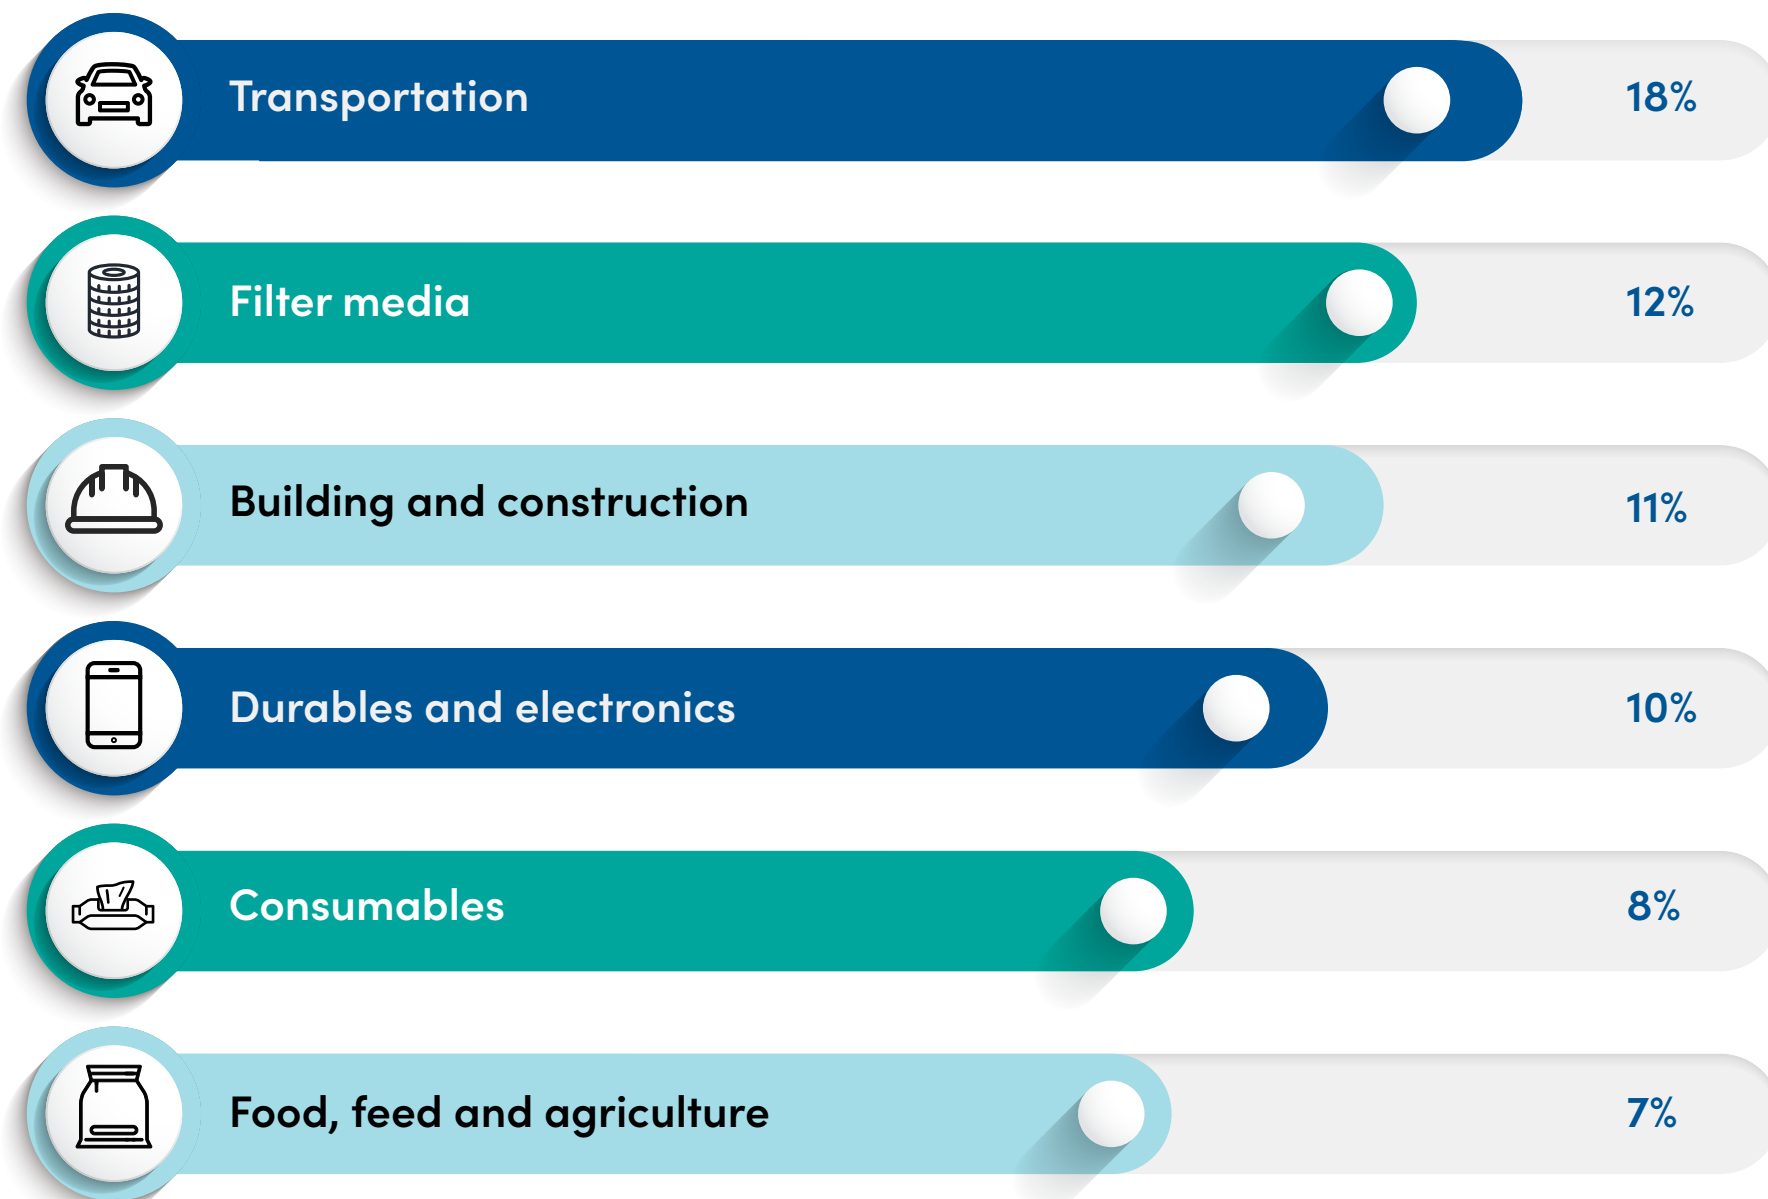 Transportation 18%
Filter media 12%
Building and construction 11%
Durables and electronics 10%
Consumables 8%
Food, feed and agriculture 7%